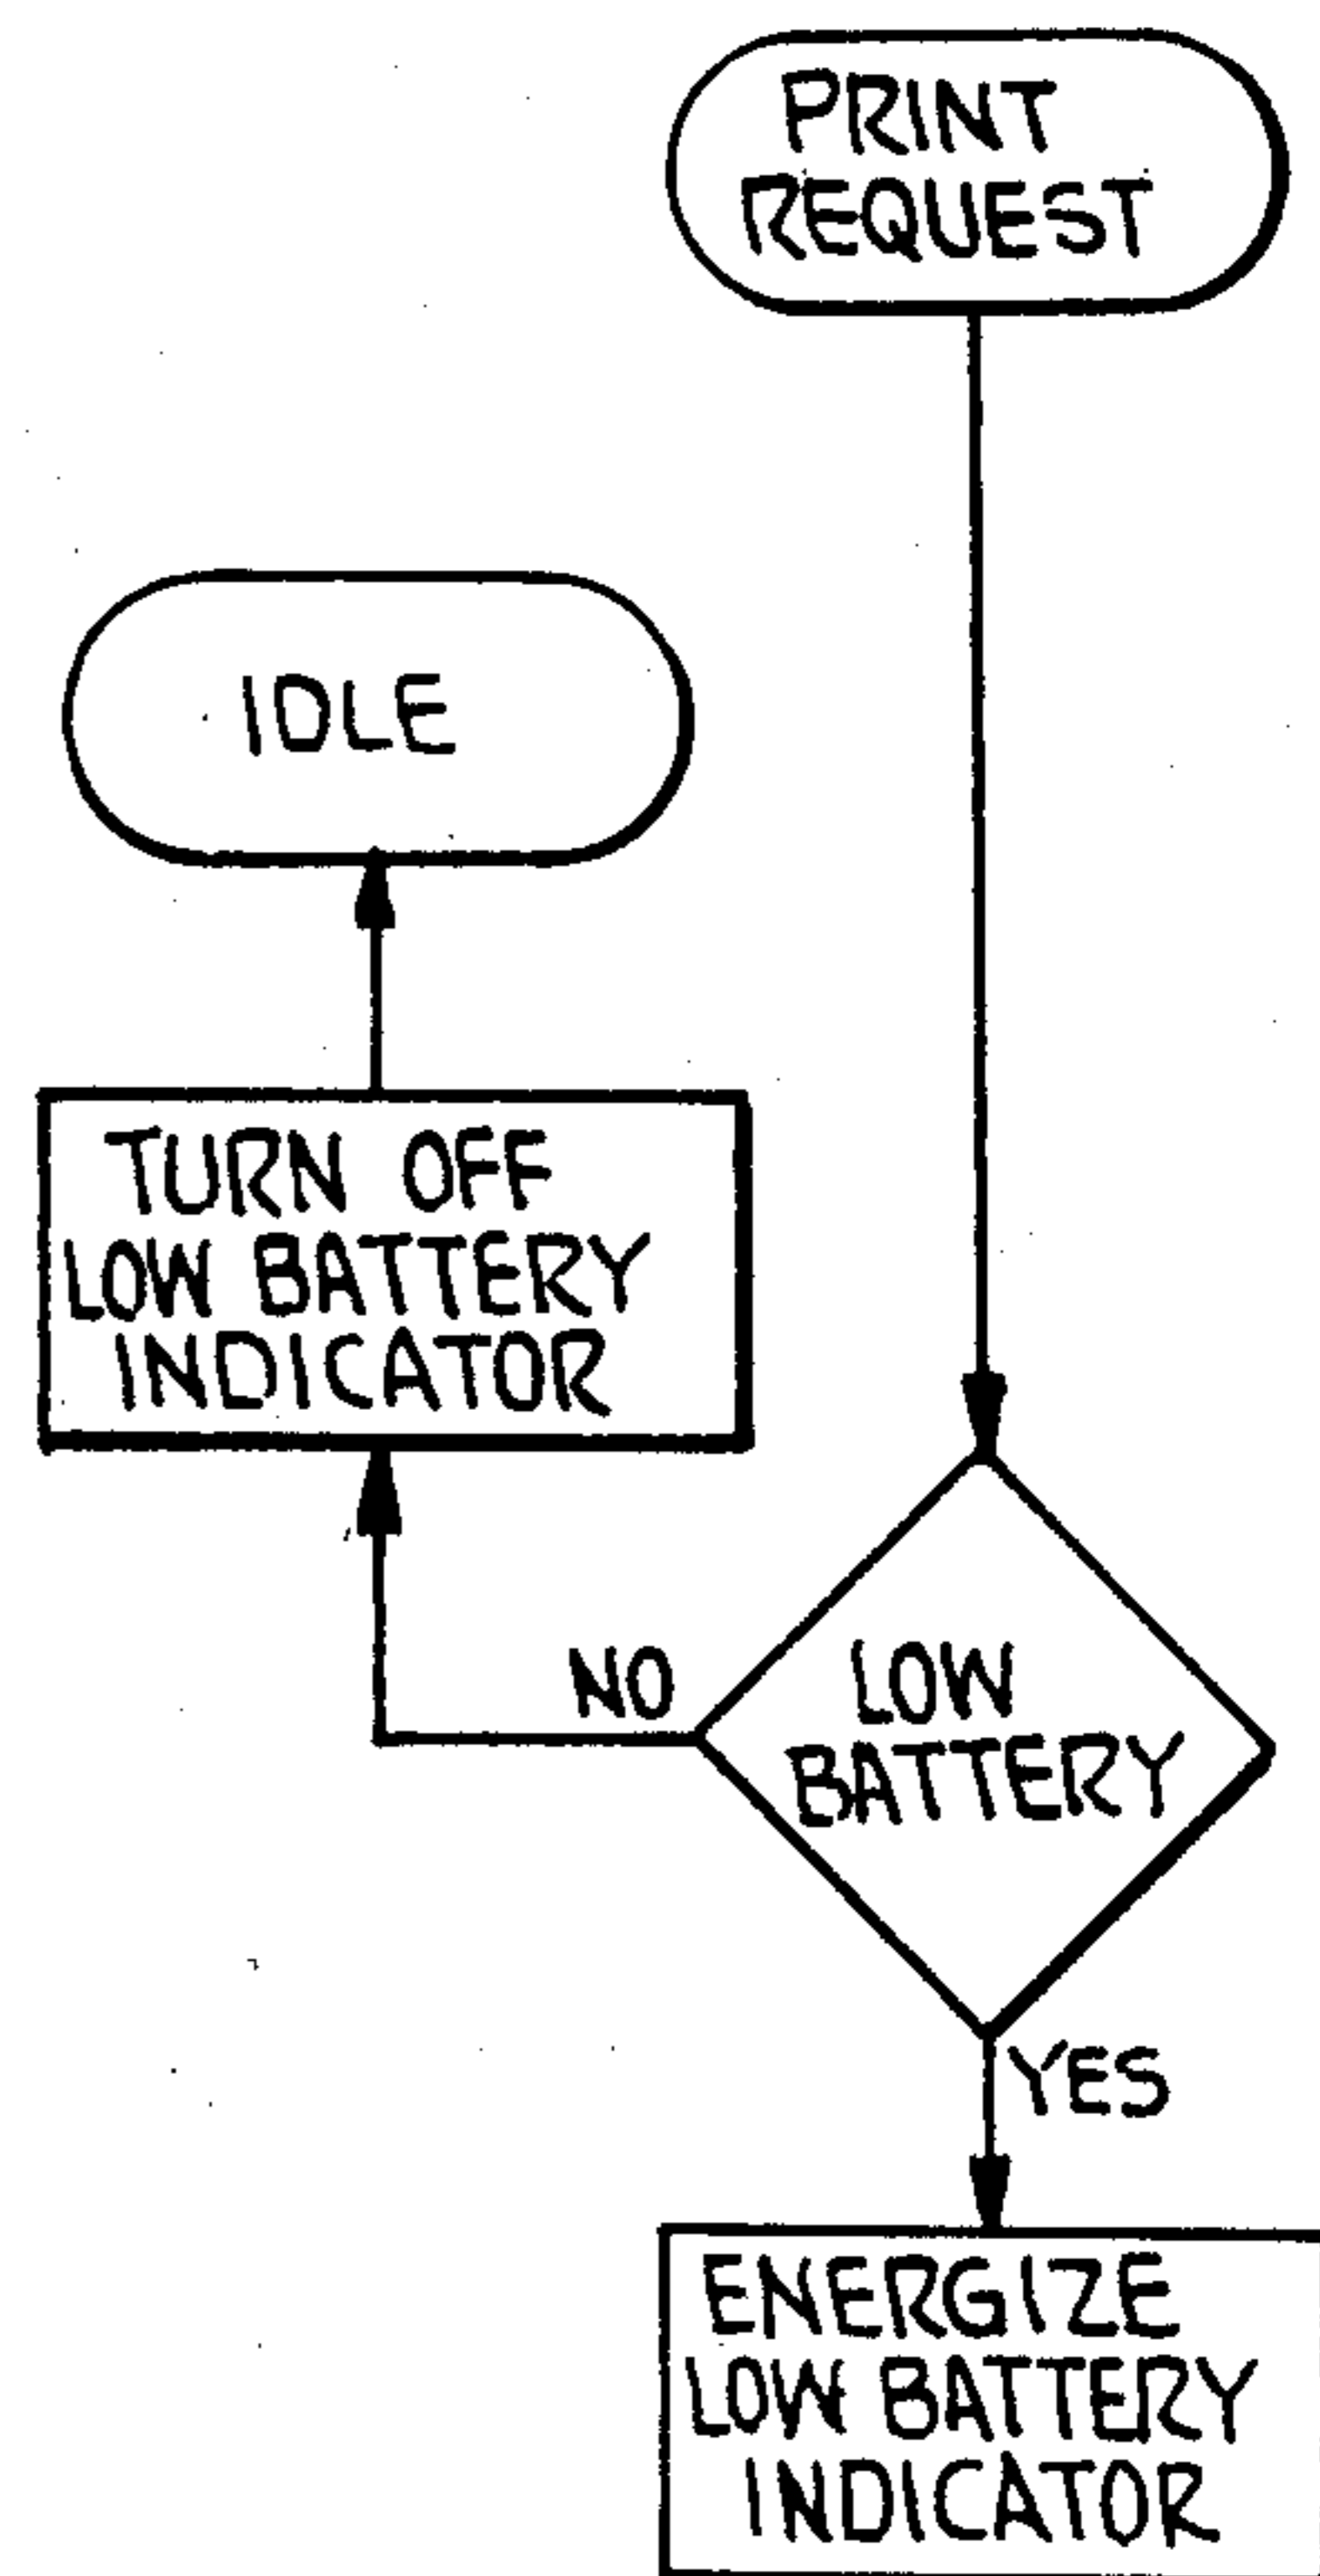 PRINT
REQUEST
IDLE
TURN OFF
LOW BATTERY
INDICATOR
NO
LOW
BATTERY
YES
ENERGIZE
LOW BATTERY
INDICATOR